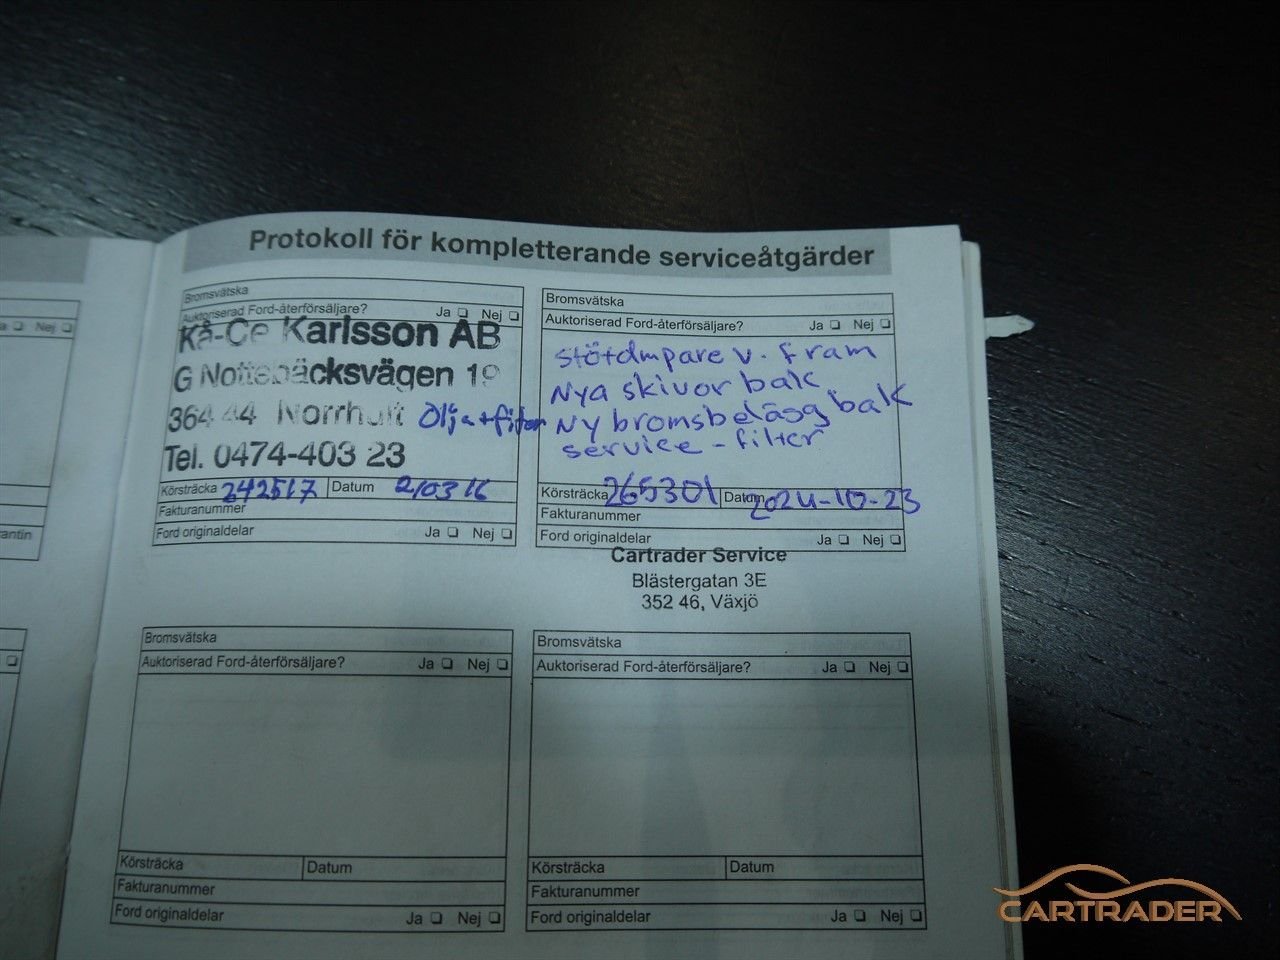 Protokoll för kompletterande serviceåtgärder
Bromsvätska
Auktoriserad Ford-återförsäljare? Ja ❏ Nej ❏
Kå-Ce Karlsson AB
G Nottebäcksvägen 19
364 44 Norrhult
Olja+filter
Tel. 0474-403 23
Körsträcka 242517 Datum
Fakturanummer
Ford originaldelar Ja ❏ Nej ❏
Bromsvätska
Auktoriserad Ford-återförsäljare? Ja ❏ Nej ❏
stötdmpare v. fram
Nya skivor bak
Ny bromsbelägg bak
service-filter
Körsträcka 265301 Datum 2024-10-23
Fakturanummer
Ford originaldelar Ja ❏ Nej ❏
Cartrader Service
Blästergatan 3E
352 46, Växjö
Bromsvätska
Auktoriserad Ford-återförsäljare? Ja ❏ Nej ❏
Körsträcka Datum
Fakturanummer
Ford originaldelar Ja ❏ Nej ❏
Bromsvätska
Auktoriserad Ford-återförsäljare? Ja ❏ Nej ❏
Körsträcka Datum
Fakturanummer
Ford originaldelar Ja ❏ Nej ❏
Nej ❏
CARTRADER